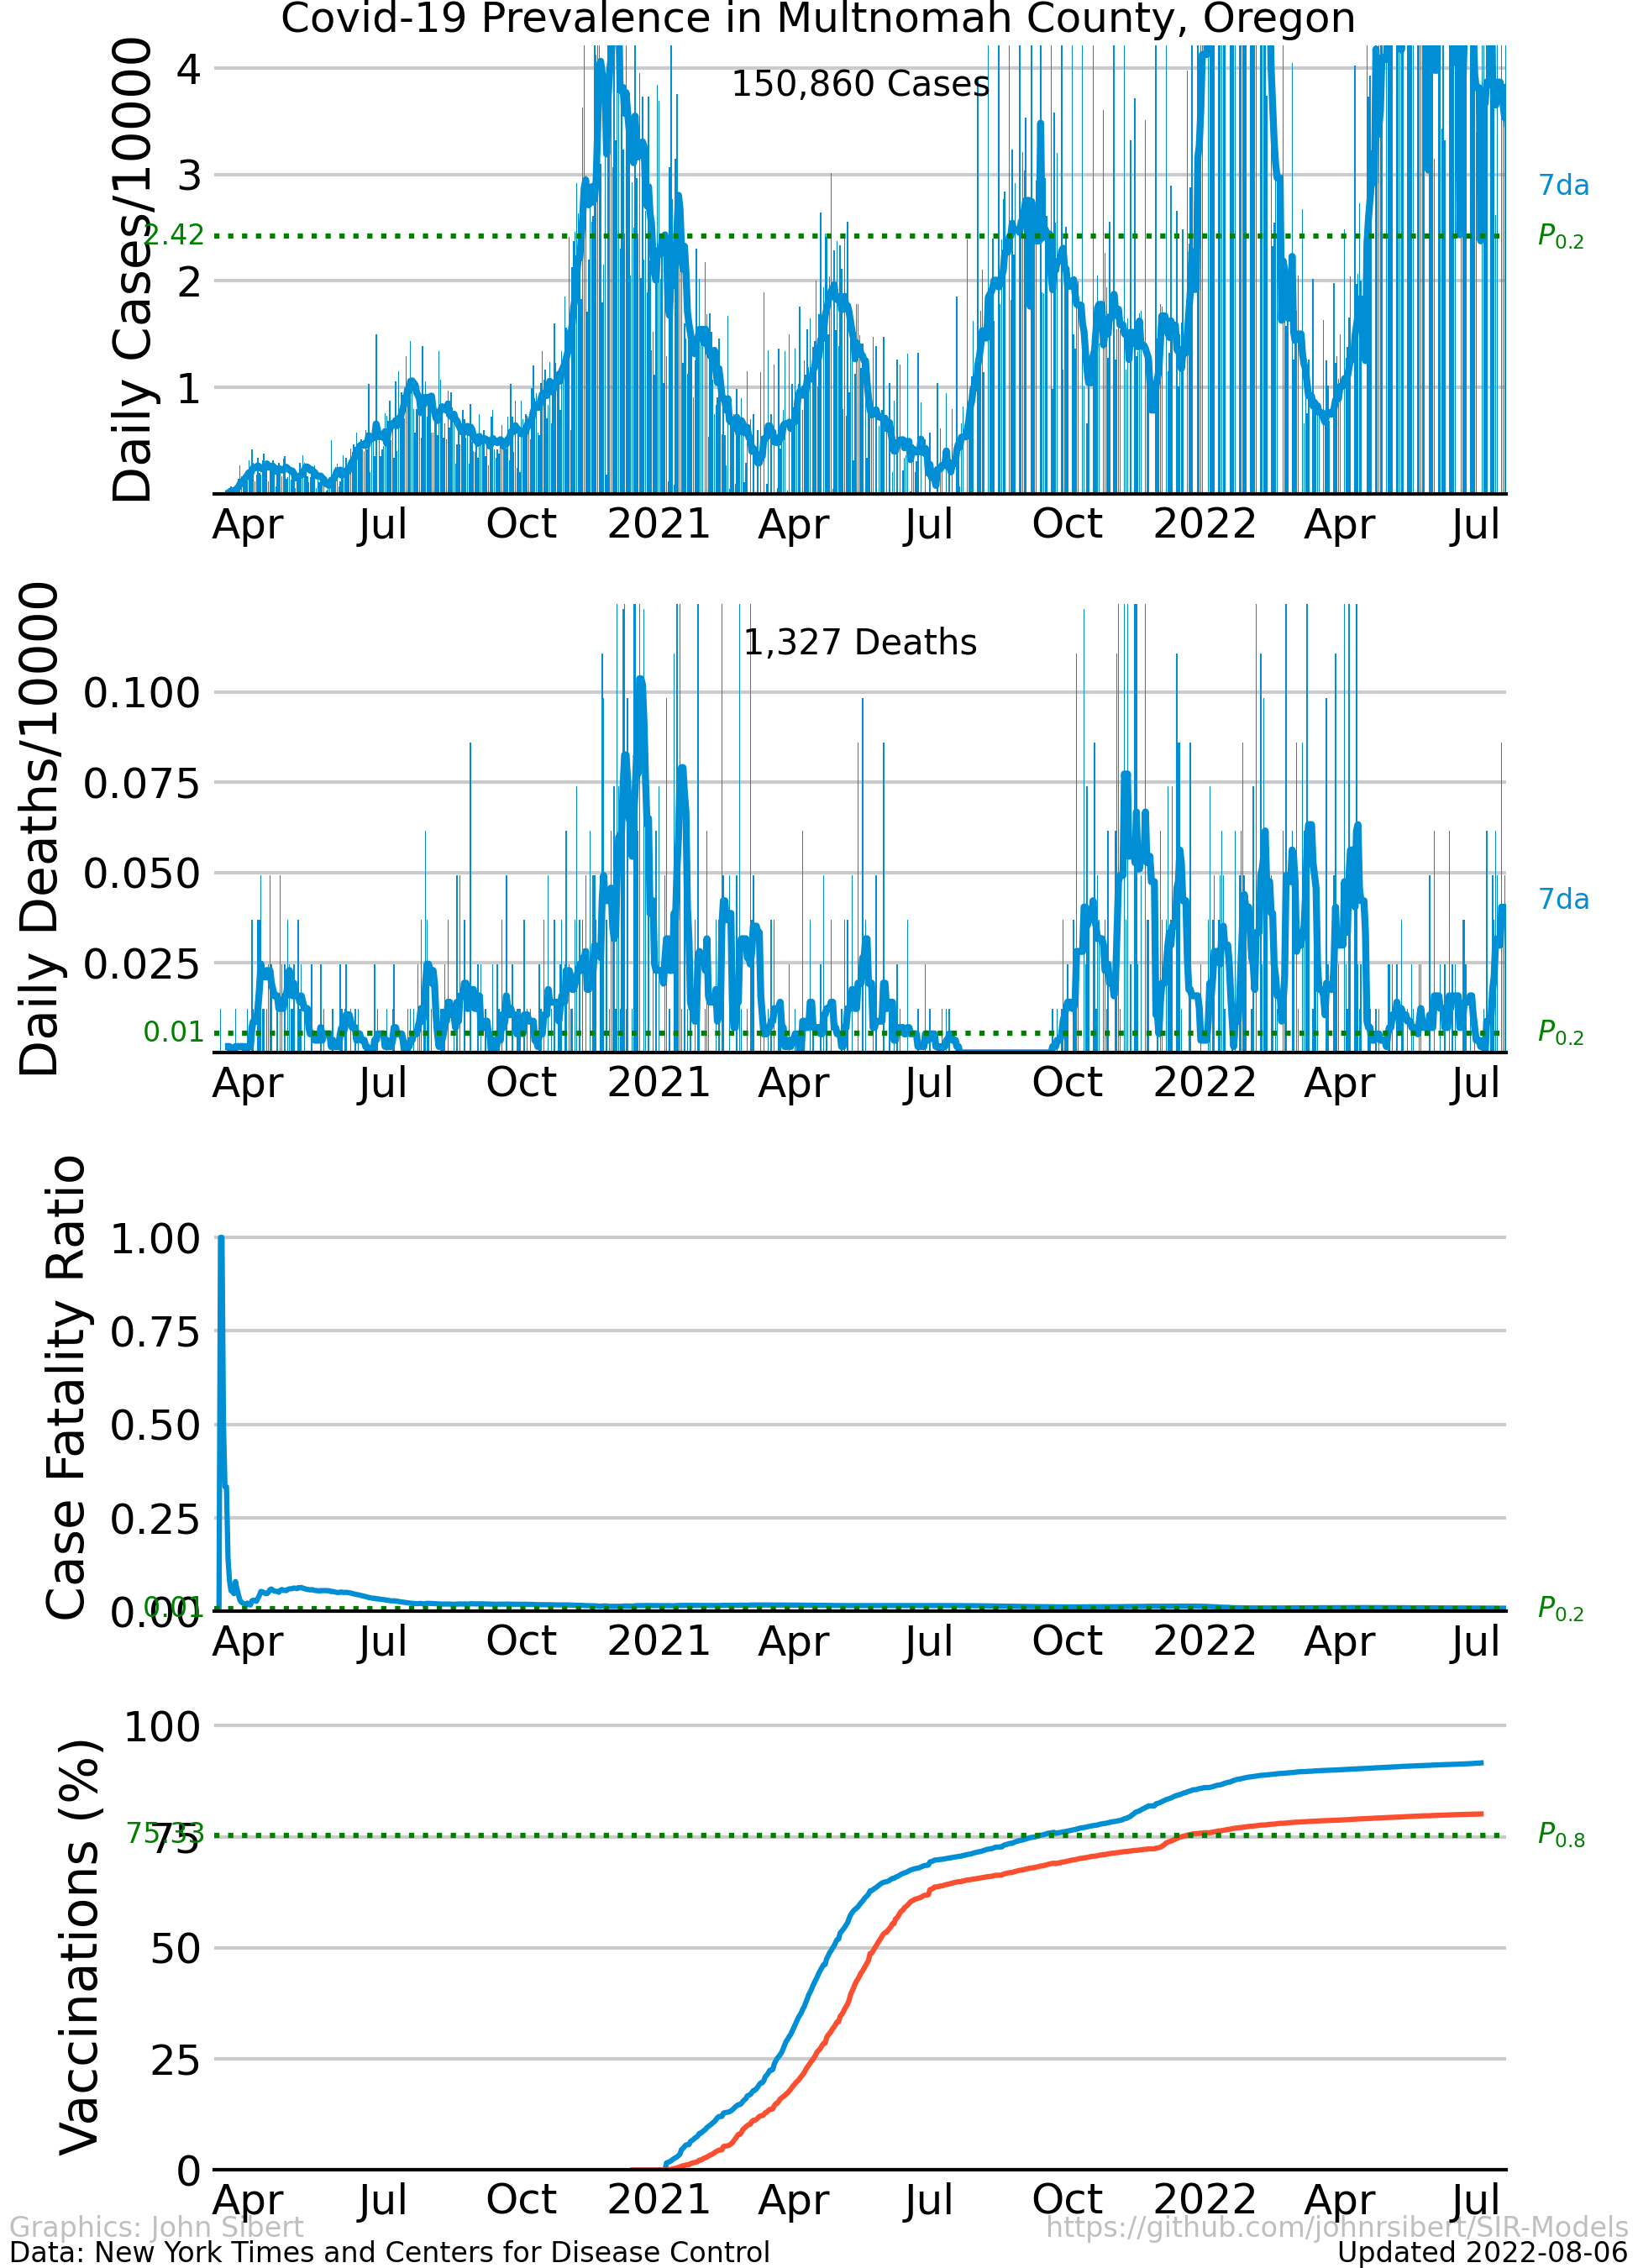 Covid-19 Prevalence in Multnomah County, Oregon
Daily Cases/10000
4
3
2
1
2.42
150,860 Cases
7da
P0.2
Apr Jul Oct 2021 Apr Jul Oct 2022 Apr Jul
Daily Deaths/10000
0.100
0.075
0.050
0.025
0.01
1,327 Deaths
7da
P0.2
Apr Jul Oct 2021 Apr Jul Oct 2022 Apr Jul
Case Fatality Ratio
1.00
0.75
0.50
0.25
0.00
0.01
P0.2
Apr Jul Oct 2021 Apr Jul Oct 2022 Apr Jul
Vaccinations (%)
100
75
75.33
50
25
0
P0.8
Apr Jul Oct 2021 Apr Jul Oct 2022 Apr Jul
Graphics: John Sibert https://github.com/johnrsibert/SIR-Models
Data: New York Times and Centers for Disease Control Updated 2022-08-06